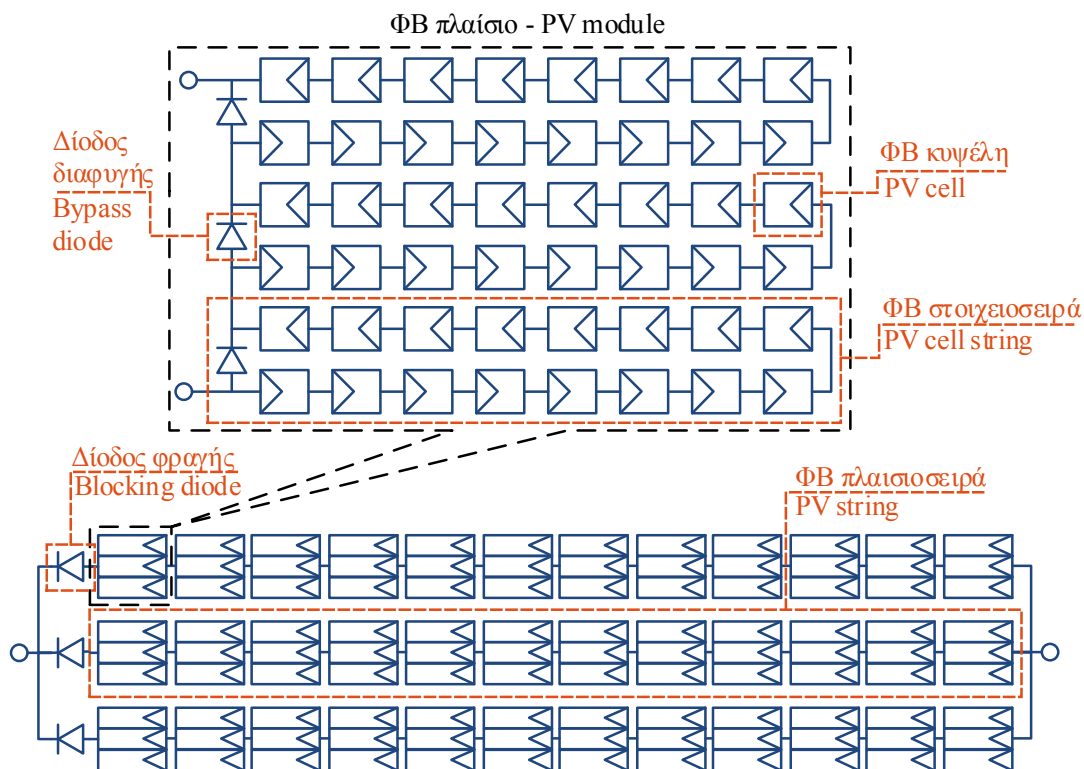 ΦΒ πλαίσιο - PV module
Δίοδος
διαφυγής
Bypass
diode
ΦΒ κυψέλη
PV cell
ΦΒ στοιχειοσειρά
PV cell string
Δίοδος φραγής
Blocking diode
ΦΒ πλαισιοσειρά
PV string